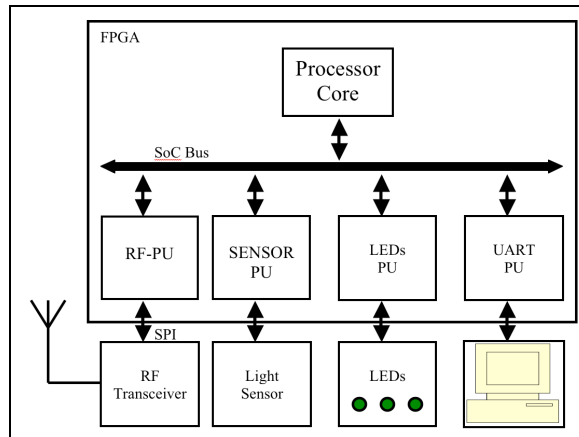 FPGA
Processor
Core
SoC Bus
RF-PU
SENSOR
PU
LEDs
PU
UART
PU
SPI
RF
Transceiver
Light
Sensor
LEDs